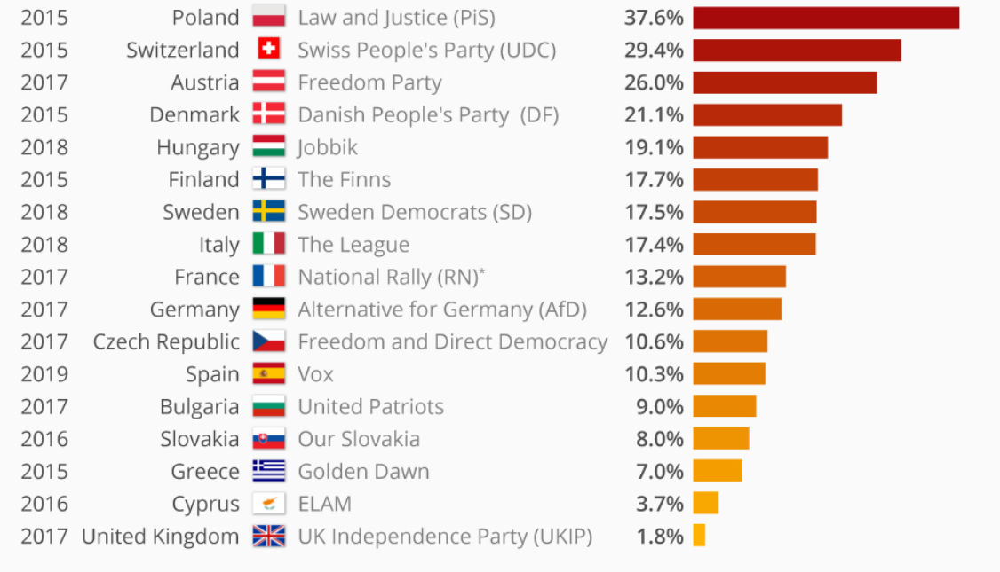 2015 Poland Law and Justice (PiS) 37.6%
2015 Switzerland Swiss People's Party (UDC) 29.4%
2017 Austria Freedom Party 26.0%
2015 Denmark Danish People's Party (DF) 21.1%
2018 Hungary Jobbik 19.1%
2015 Finland The Finns 17.7%
2018 Sweden Sweden Democrats (SD) 17.5%
2018 Italy The League 17.4%
2017 France National Rally (RN)* 13.2%
2017 Germany Alternative for Germany (AfD) 12.6%
2017 Czech Republic Freedom and Direct Democracy 10.6%
2019 Spain Vox 10.3%
2017 Bulgaria United Patriots 9.0%
2016 Slovakia Our Slovakia 8.0%
2015 Greece Golden Dawn 7.0%
2016 Cyprus ELAM 3.7%
2017 United Kingdom UK Independence Party (UKIP) 1.8%